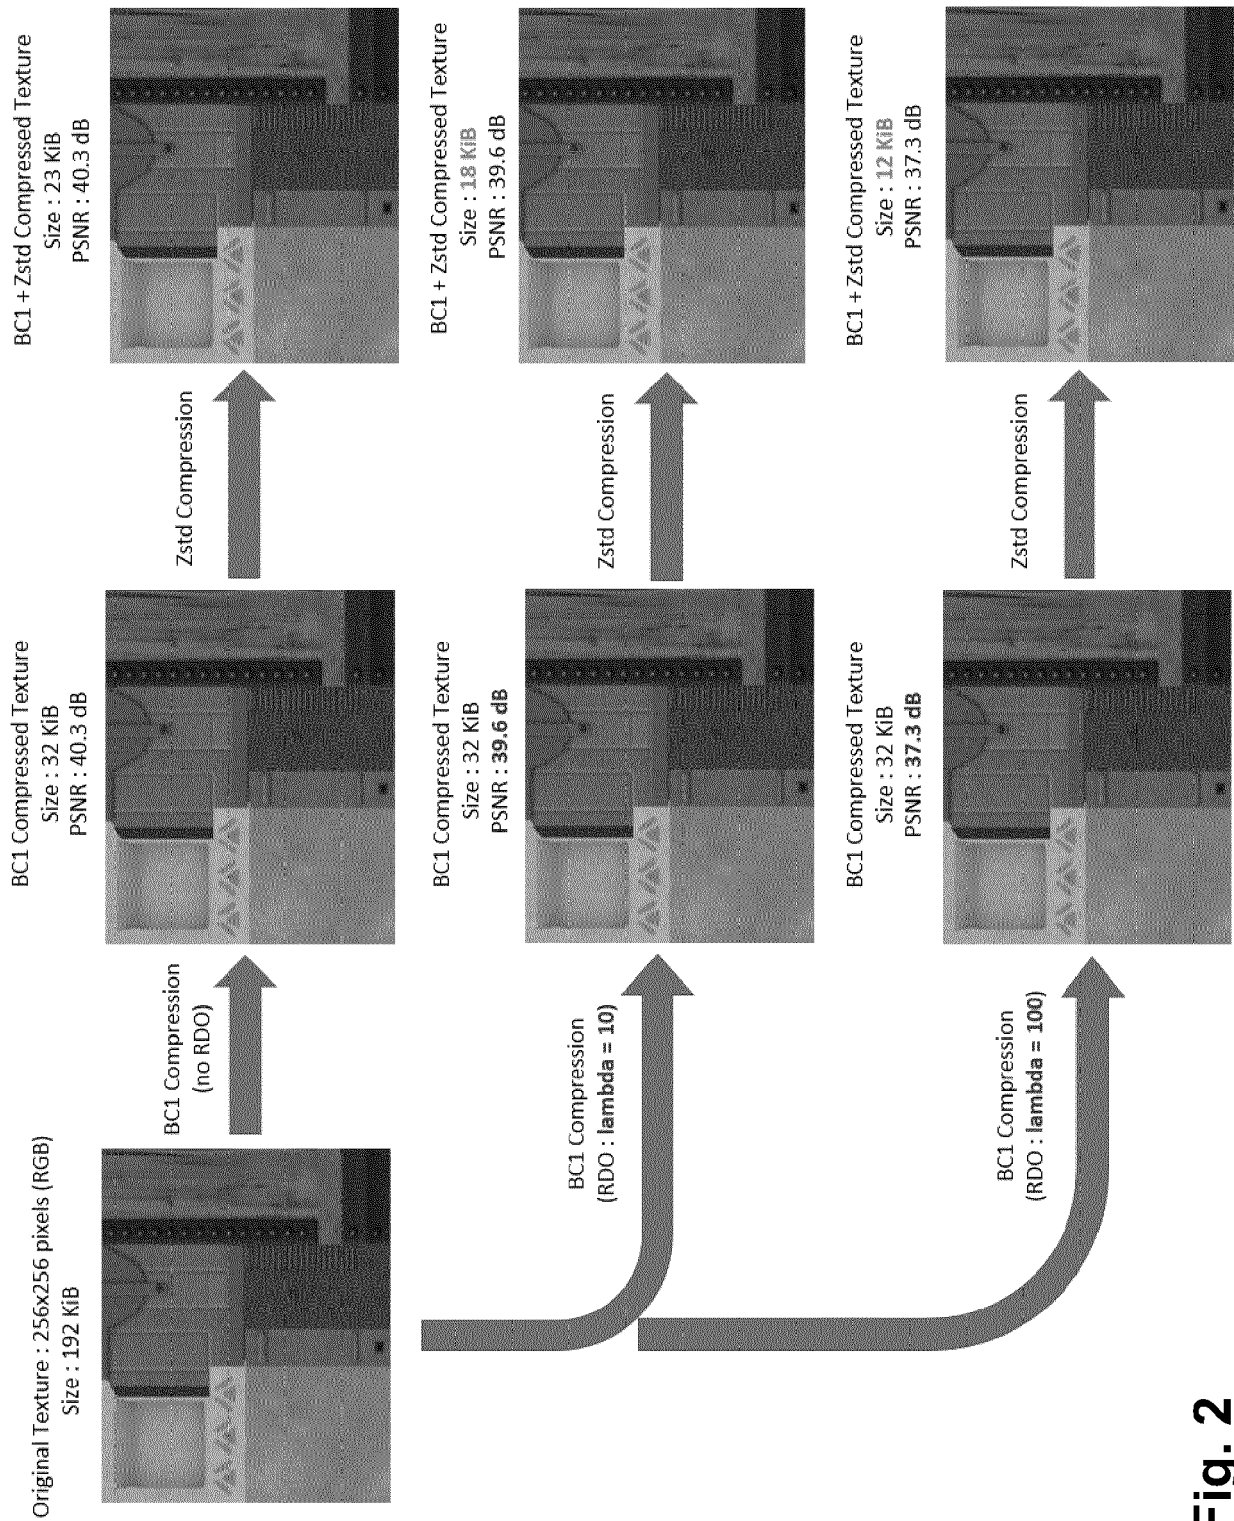 Original Texture : 256x256 pixels (RGB)
Size : 192 KiB
BC1 Compression
(no RDO)
BC1 Compressed Texture
Size : 32 KiB
PSNR : 40.3 dB
Zstd Compression
BC1 + Zstd Compressed Texture
Size : 23 KiB
PSNR : 40.3 dB
BC1 Compression
(RDO : lambda = 10)
BC1 Compressed Texture
Size : 32 KiB
PSNR : 39.6 dB
Zstd Compression
BC1 + Zstd Compressed Texture
Size : 18 KiB
PSNR : 39.6 dB
BC1 Compression
(RDO : lambda = 100)
BC1 Compressed Texture
Size : 32 KiB
PSNR : 37.3 dB
Zstd Compression
BC1 + Zstd Compressed Texture
Size : 12 KiB
PSNR : 37.3 dB
Fig. 2